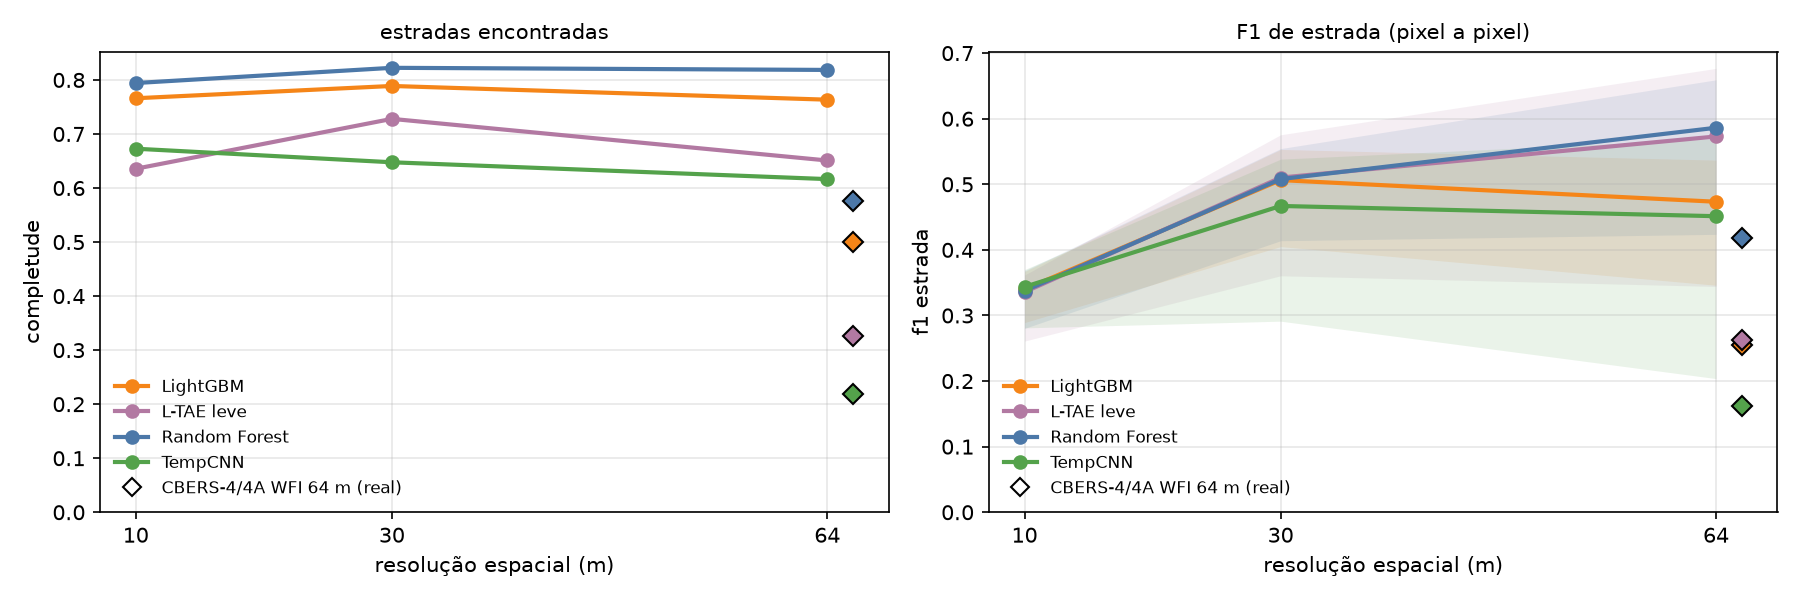 estradas encontradas
completude
0.8
0.7
0.6
0.5
0.4
0.3
0.2
0.1
0.0
LightGBM
L-TAE leve
Random Forest
TempCNN
CBERS-4/4A WFI 64 m (real)
10 30 64
resolução espacial (m)
F1 de estrada (pixel a pixel)
f1 estrada
0.7
0.6
0.5
0.4
0.3
0.2
0.1
0.0
LightGBM
L-TAE leve
Random Forest
TempCNN
CBERS-4/4A WFI 64 m (real)
10 30 64
resolução espacial (m)